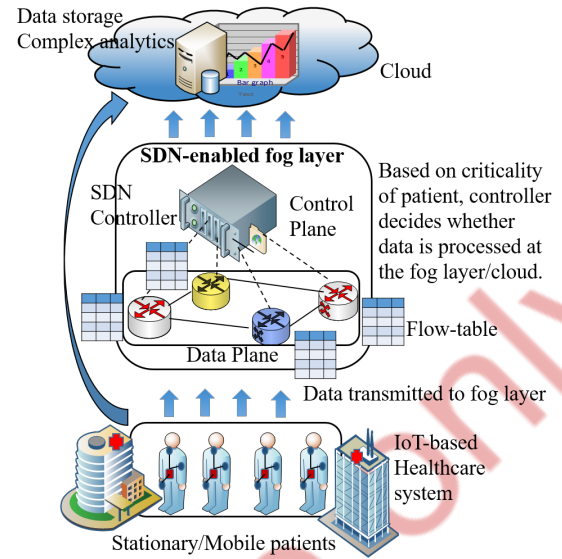 Data storage
Complex analytics
Bar graph
Cloud
SDN-enabled fog layer
SDN
Controller
Control
Plane
Based on criticality
of patient, controller
decides whether
data is processed at
the fog layer/cloud.
Flow-table
Data Plane
Data transmitted to fog layer
IoT-based
Healthcare
system
Stationary/Mobile patients
only